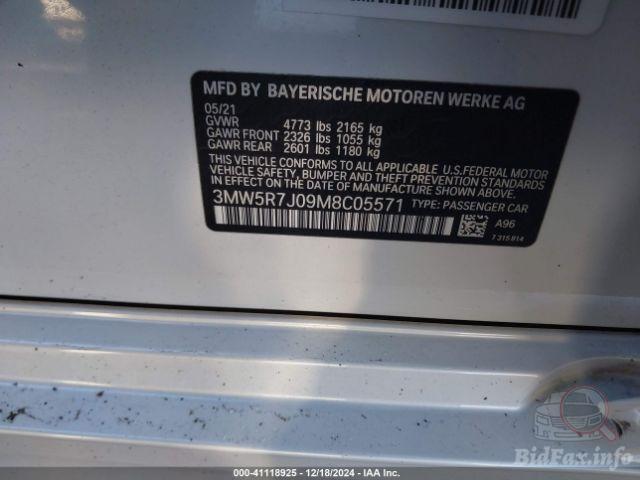 MFD BY BAYERISCHE MOTOREN WERKE AG
05/21
GVWR 4773 lbs 2165 kg
GAWR FRONT 2326 lbs 1055 kg
GAWR REAR 2601 lbs 1180 kg
THIS VEHICLE CONFORMS TO ALL APPLICABLE U.S.FEDERAL MOTOR
VEHICLE SAFETY, BUMPER AND THEFT PREVENTION STANDARDS
IN EFFECT ON THE DATE OF MANUFACTURE SHOWN ABOVE.
3MW5R7J09M8C05571 TYPE: PASSENGER CAR
A96
7 315 814
BidFax.info
000-41118925 - 12/18/2024 - IAA Inc.